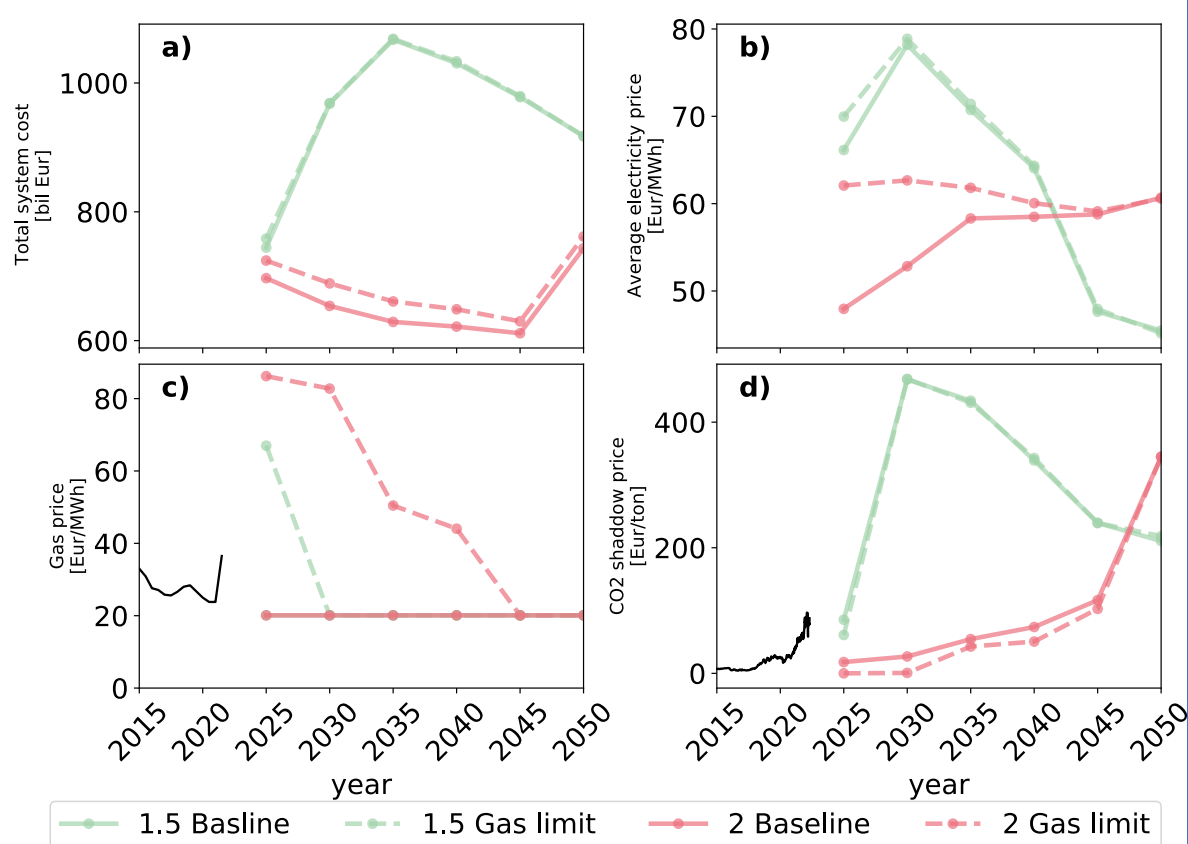 a)
Total system cost
[bil Eur]
1000
800
600
b)
Average electricity price
[Eur/MWh]
80
70
60
50
c)
Gas price
[Eur/MWh]
80
60
40
20
0
2015
2020
2025
2030
2035
2040
2045
2050
year
d)
CO2 shaddow price
[Eur/ton]
400
200
0
2015
2020
2025
2030
2035
2040
2045
2050
year
1.5 Basline
1.5 Gas limit
2 Baseline
2 Gas limit